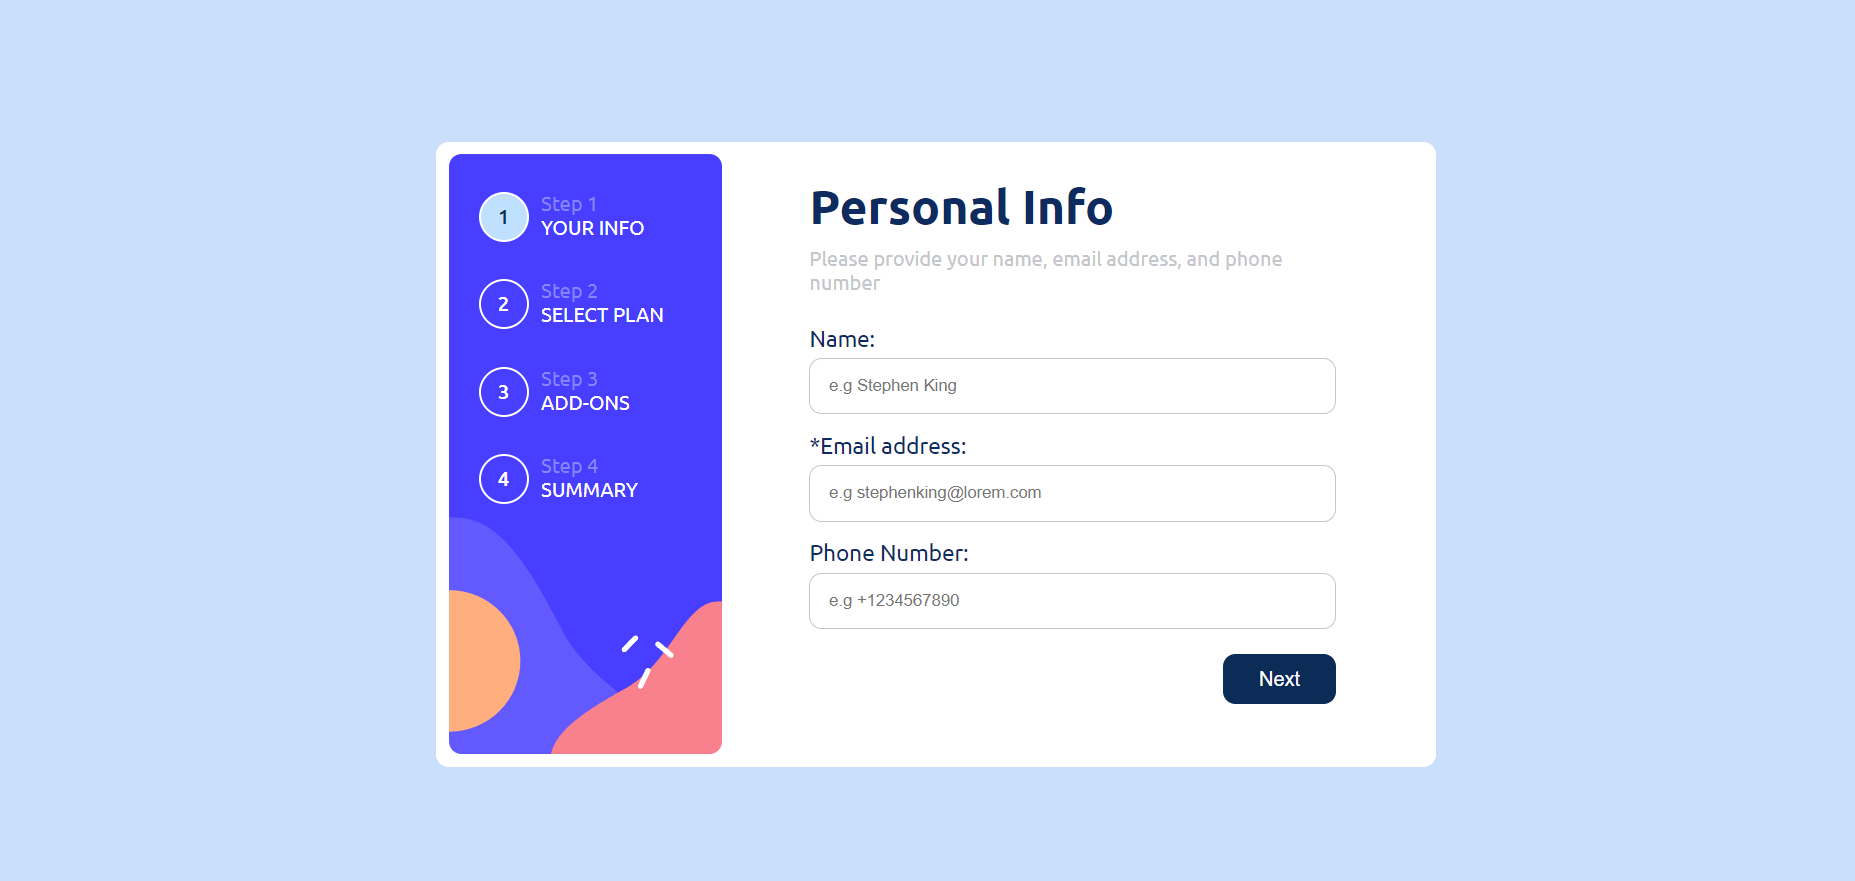 1
Step 1
YOUR INFO
2
Step 2
SELECT PLAN
3
Step 3
ADD-ONS
4
Step 4
SUMMARY
Personal Info
Please provide your name, email address, and phone
number
Name:
e.g Stephen King
*Email address:
e.g stephenking@lorem.com
Phone Number:
e.g +1234567890
Next